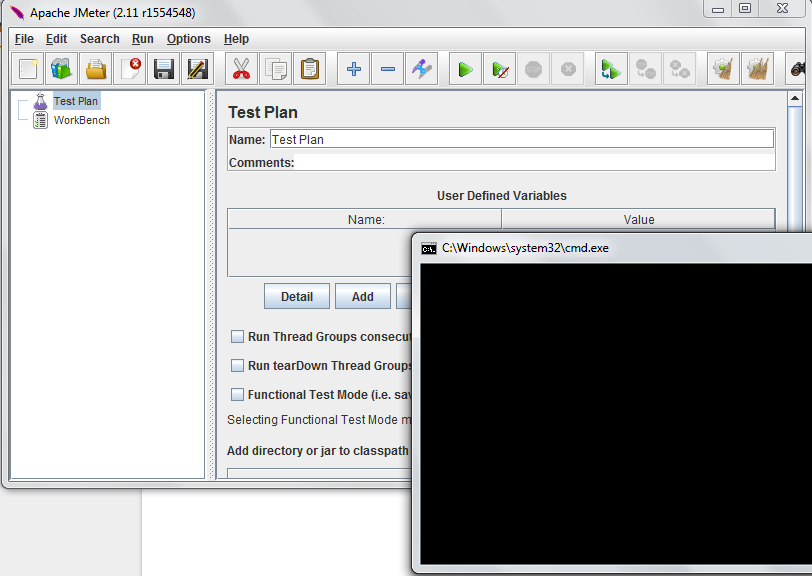 Apache JMeter (2.11 r1554548)
File Edit Search Run Options Help
STOP
Test Plan
WorkBench
Test Plan
Name: Test Plan
Comments:
User Defined Variables
Name: Value
Detail Add
Run Thread Groups consecut
Run tearDown Thread Groups
Functional Test Mode (i.e. sav
Selecting Functional Test Mode m
Add directory or jar to classpath
C:\Windows\system32\cmd.exe
C:\.